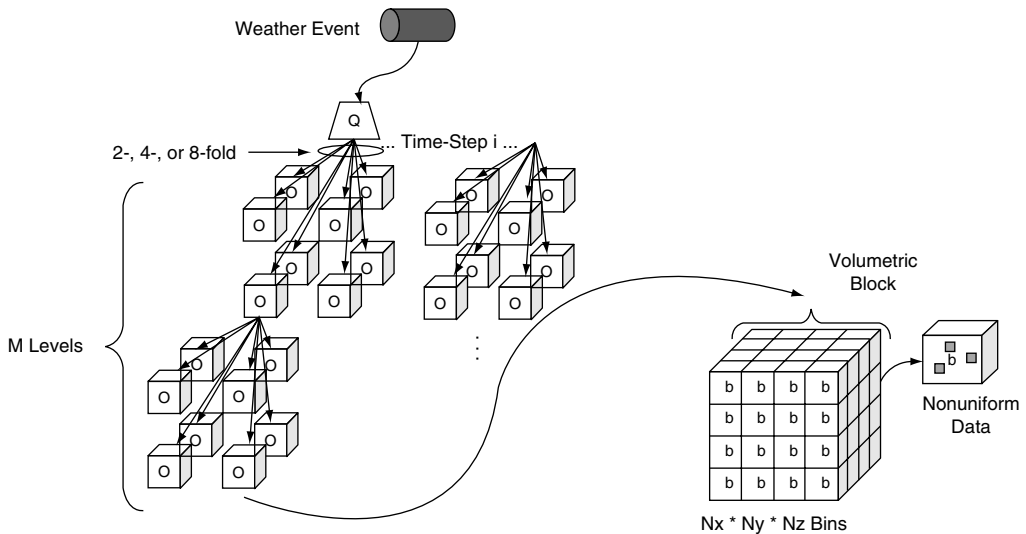 Weather Event
Q
... Time-Step i ...
2-, 4-, or 8-fold
O O
O O
O O
O O
O O
O O
O O
O O
M Levels
O O
O O
O O
O O
Volumetric
Block
b b b b
b b b b
b b b b
b b b b
Nx * Ny * Nz Bins
b
Nonuniform
Data